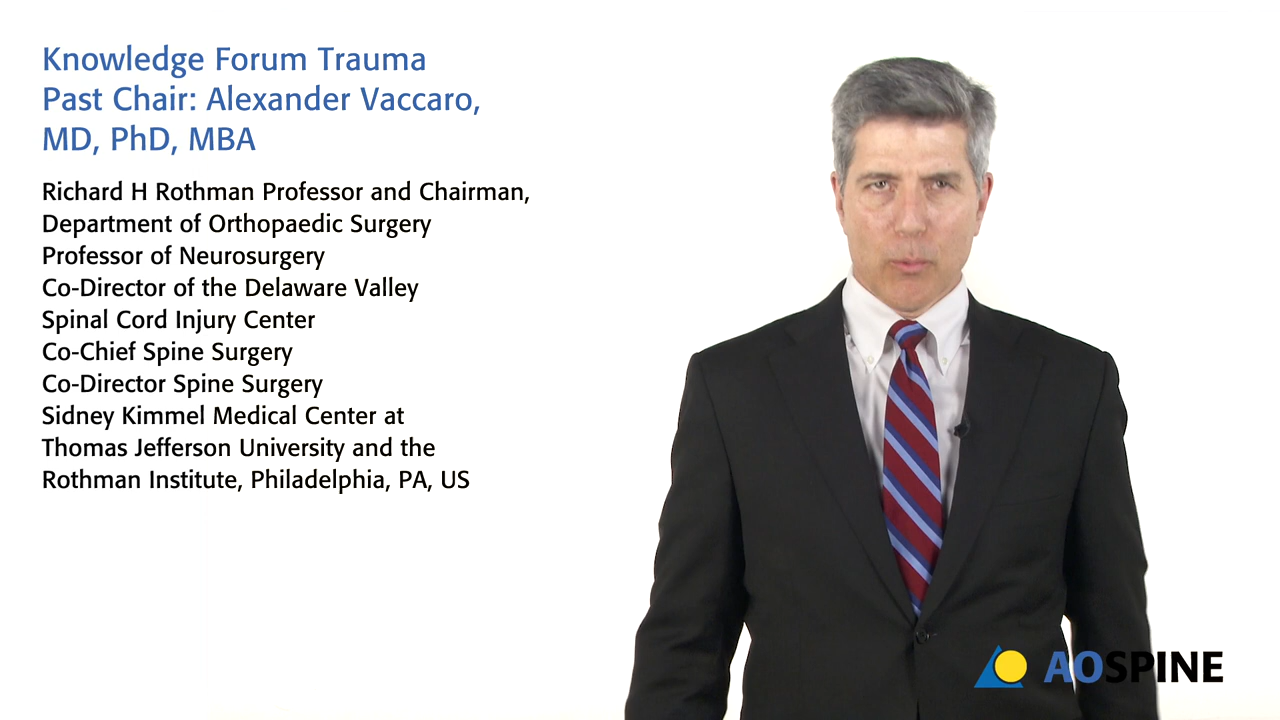 Knowledge Forum Trauma
Past Chair: Alexander Vaccaro,
MD, PhD, MBA
Richard H Rothman Professor and Chairman,
Department of Orthopaedic Surgery
Professor of Neurosurgery
Co-Director of the Delaware Valley
Spinal Cord Injury Center
Co-Chief Spine Surgery
Co-Director Spine Surgery
Sidney Kimmel Medical Center at
Thomas Jefferson University and the
Rothman Institute, Philadelphia, PA, US
AOSPINE